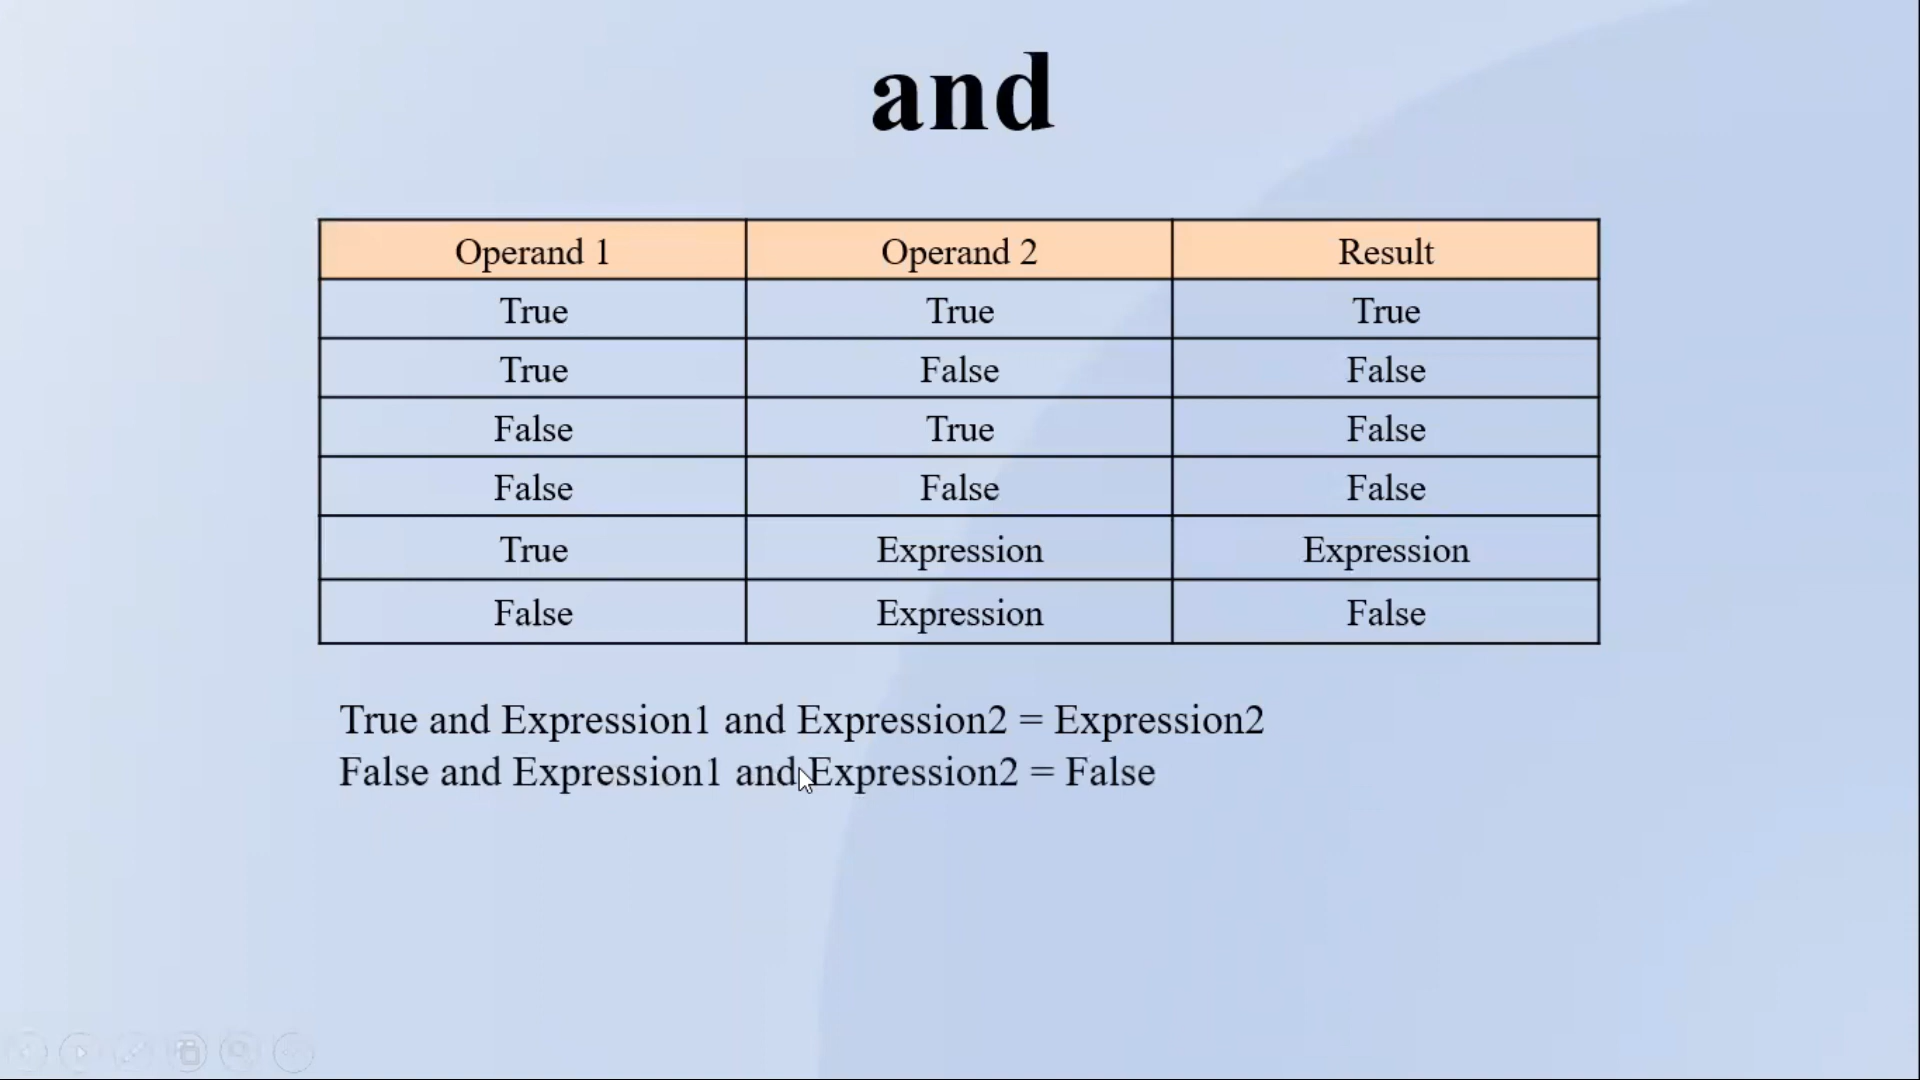 and
Operand 1 Operand 2 Result
True True True
True False False
False True False
False False False
True Expression Expression
False Expression False
True and Expression1 and Expression2 = Expression2
False and Expression1 and Expression2 = False